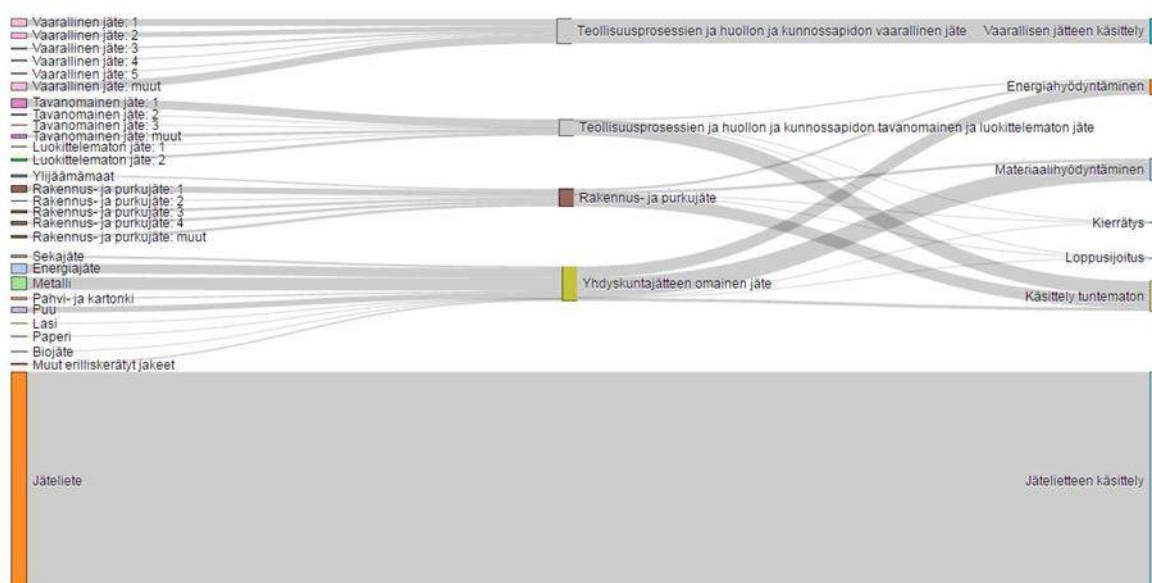 Vaarallinen jäte: 1
Vaarallinen jäte: 2
Vaarallinen jäte: 3
Vaarallinen jäte: 4
Vaarallinen jäte: 5
Vaarallinen jäte: muut
Tavanomainen jäte: 1
Tavanomainen jäte: 2
Tavanomainen jäte: 3
Tavanomainen jäte: muut
Luokittelematon jäte: 1
Luokittelematon jäte: 2
Ylijäämämaat
Rakennus- ja purkujäte: 1
Rakennus- ja purkujäte: 2
Rakennus- ja purkujäte: 3
Rakennus- ja purkujäte: 4
Rakennus- ja purkujäte: muut
Sekajäte
Energiajäte
Metalli
Pahvi- ja kartonki
Puu
Lasi
Paperi
Biojäte
Muut erilliskerätyt jakeet
Jäteliete
Teollisuusprosessien ja huollon ja kunnossapidon vaarallinen jäte
Teollisuusprosessien ja huollon ja kunnossapidon tavanomainen ja luokittelematon jäte
Rakennus- ja purkujäte
Yhdyskuntajätteen omainen jäte
Vaarallisen jätteen käsittely
Energiahyödyntäminen
Materiaalihyödyntäminen
Kierrätys
Loppusijoitus
Käsittely tuntematon
Jätelietteen käsittely